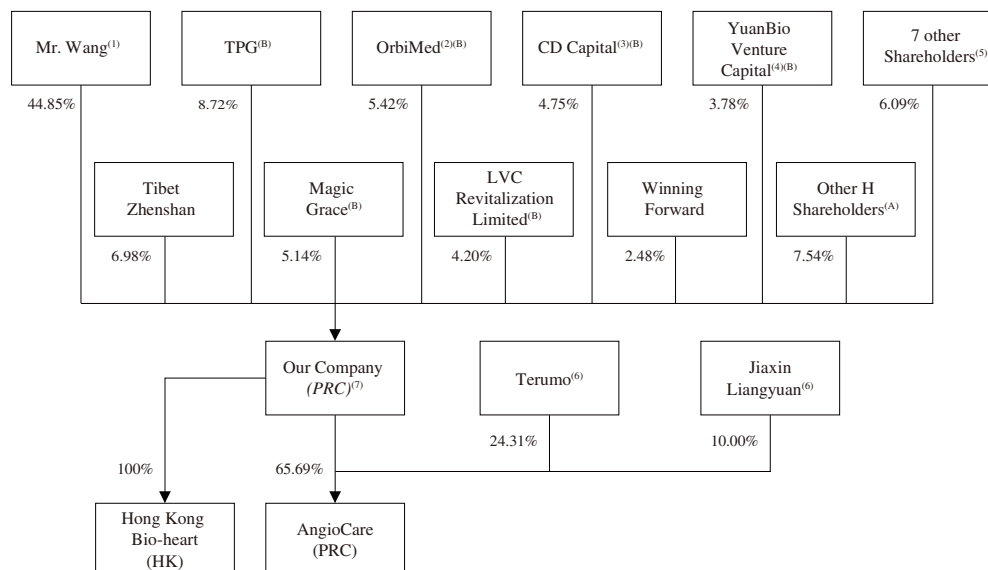 Mr. Wang(1)
TPG(B)
OrbiMed(2)(B)
CD Capital(3)(B)
YuanBio
Venture
Capital(4)(B)
7 other
Shareholders(5)
44.85%
8.72%
5.42%
4.75%
3.78%
6.09%
Tibet
Zhenshan
Magic
Grace(B)
LVC
Revitalization
Limited(B)
Winning
Forward
Other H
Shareholders(A)
6.98%
5.14%
4.20%
2.48%
7.54%
Our Company
(PRC)(7)
Terumo(6)
Jiaxin
Liangyuan(6)
24.31%
10.00%
100%
65.69%
Hong Kong
Bio-heart
(HK)
AngioCare
(PRC)